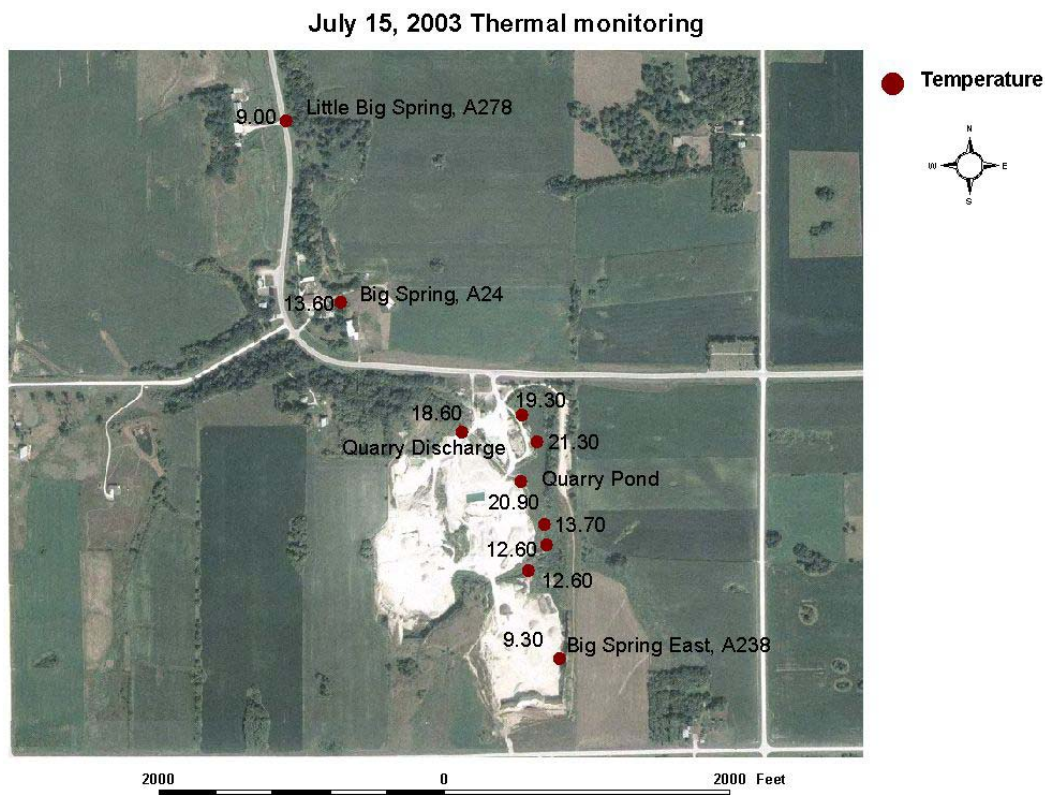 July 15, 2003 Thermal monitoring
Temperature
N
W E
S
9.00
Little Big Spring, A278
13.60
Big Spring, A24
19.30
18.60
Quarry Discharge
21.30
Quarry Pond
20.90
13.70
12.60
12.60
9.30
Big Spring East, A238
2000 0 2000 Feet